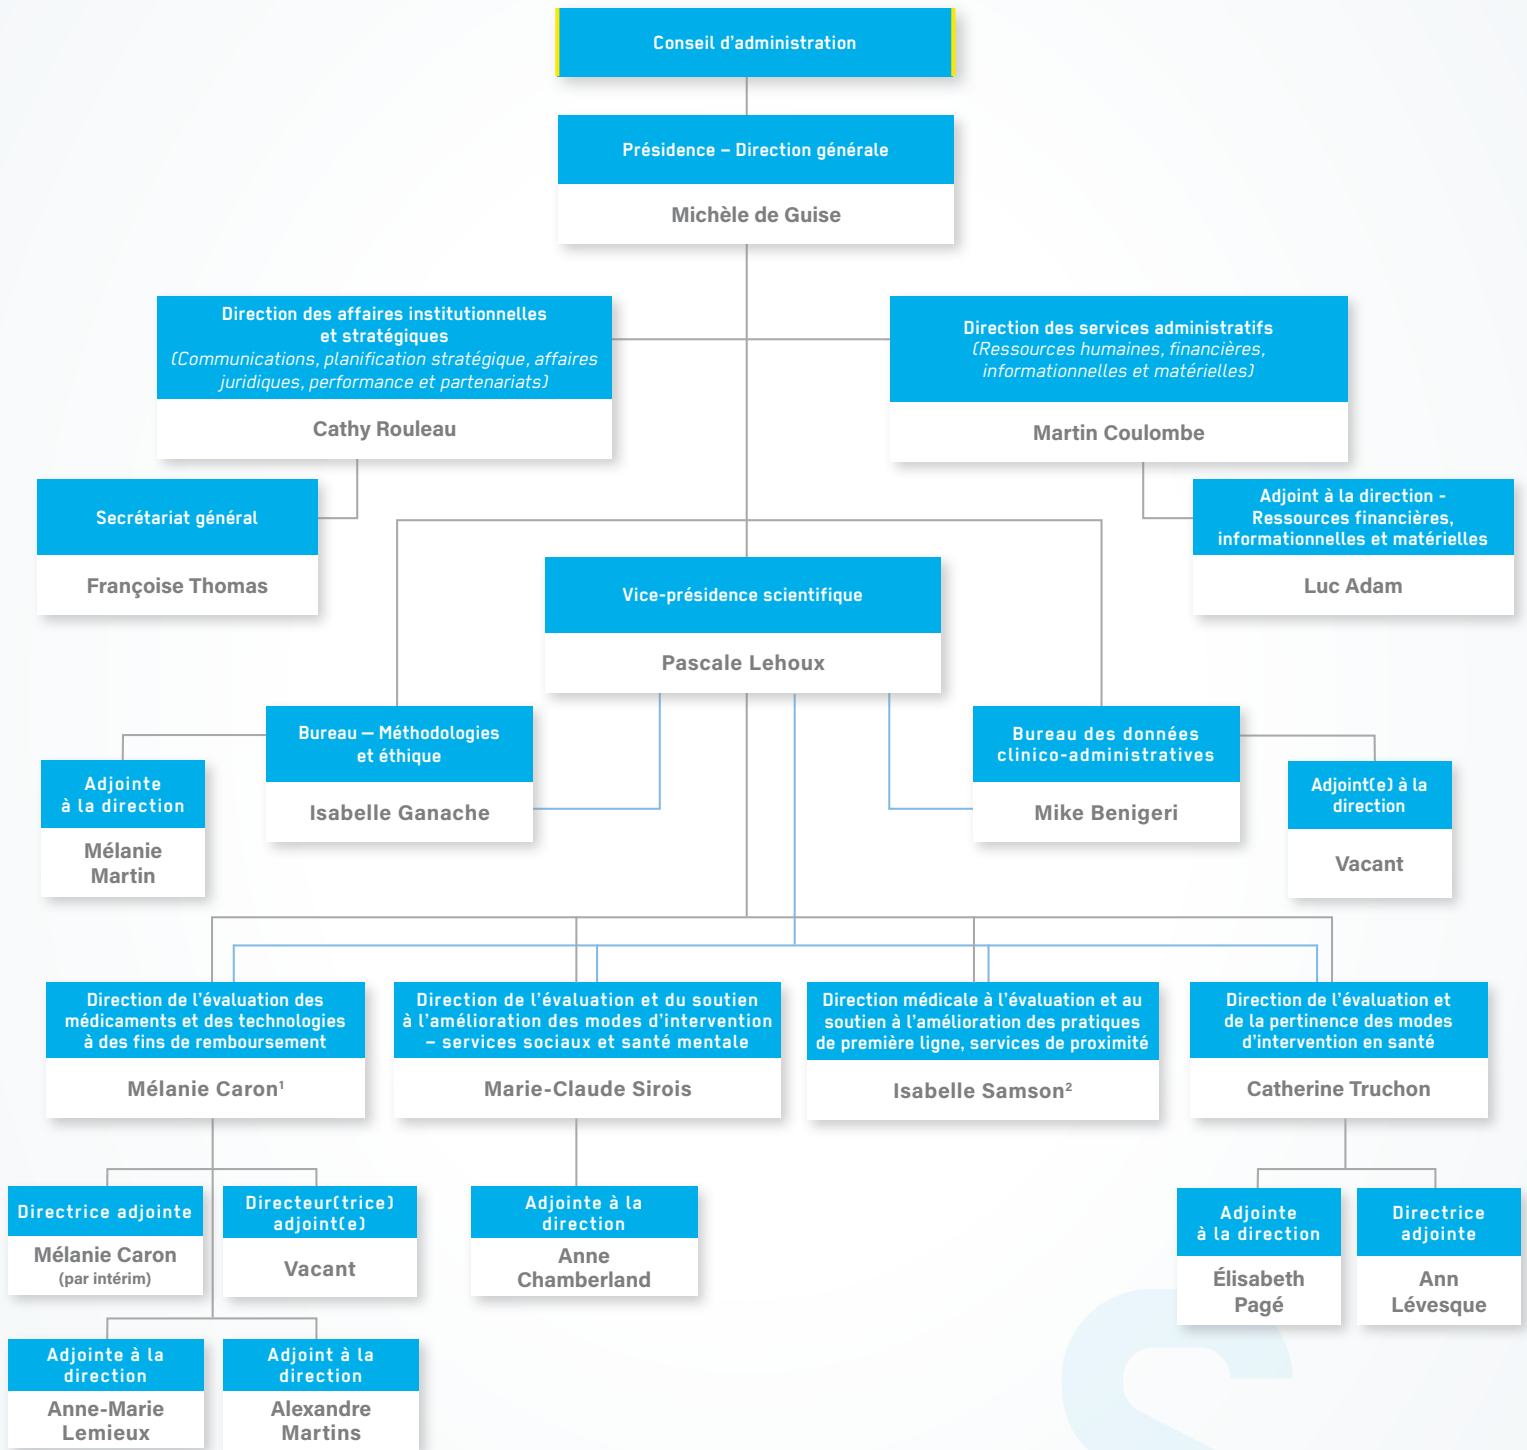 Conseil d'administration
Présidence – Direction générale
Michèle de Guise
Direction des affaires institutionnelles
et stratégiques
(Communications, planification stratégique, affaires
juridiques, performance et partenariats)
Cathy Rouleau
Direction des services administratifs
(Ressources humaines, financières,
informationnelles et matérielles)
Martin Coulombe
Secrétariat général
Françoise Thomas
Adjoint à la direction -
Ressources financières,
informationnelles et matérielles
Luc Adam
Vice-présidence scientifique
Pascale Lehoux
Bureau — Méthodologies
et éthique
Isabelle Ganache
Bureau des données
clinico-administratives
Mike Benigeri
Adjointe
à la direction
Mélanie
Martin
Adjoint(e) à la
direction
Vacant
Direction de l'évaluation des
médicaments et des technologies
à des fins de remboursement
Mélanie Caron¹
Direction de l'évaluation et du soutien
à l'amélioration des modes d'intervention
– services sociaux et santé mentale
Marie-Claude Sirois
Direction médicale à l'évaluation et au
soutien à l'amélioration des pratiques
de première ligne, services de proximité
Isabelle Samson²
Direction de l'évaluation et
de la pertinence des modes
d'intervention en santé
Catherine Truchon
Directrice adjointe
Mélanie Caron
(par intérim)
Directeur(trice)
adjoint(e)
Vacant
Adjointe à la
direction
Anne
Chamberland
Adjointe
à la direction
Élisabeth
Pagé
Directrice
adjointe
Ann
Lévesque
Adjointe à la
direction
Anne-Marie
Lemieux
Adjoint à la
direction
Alexandre
Martins